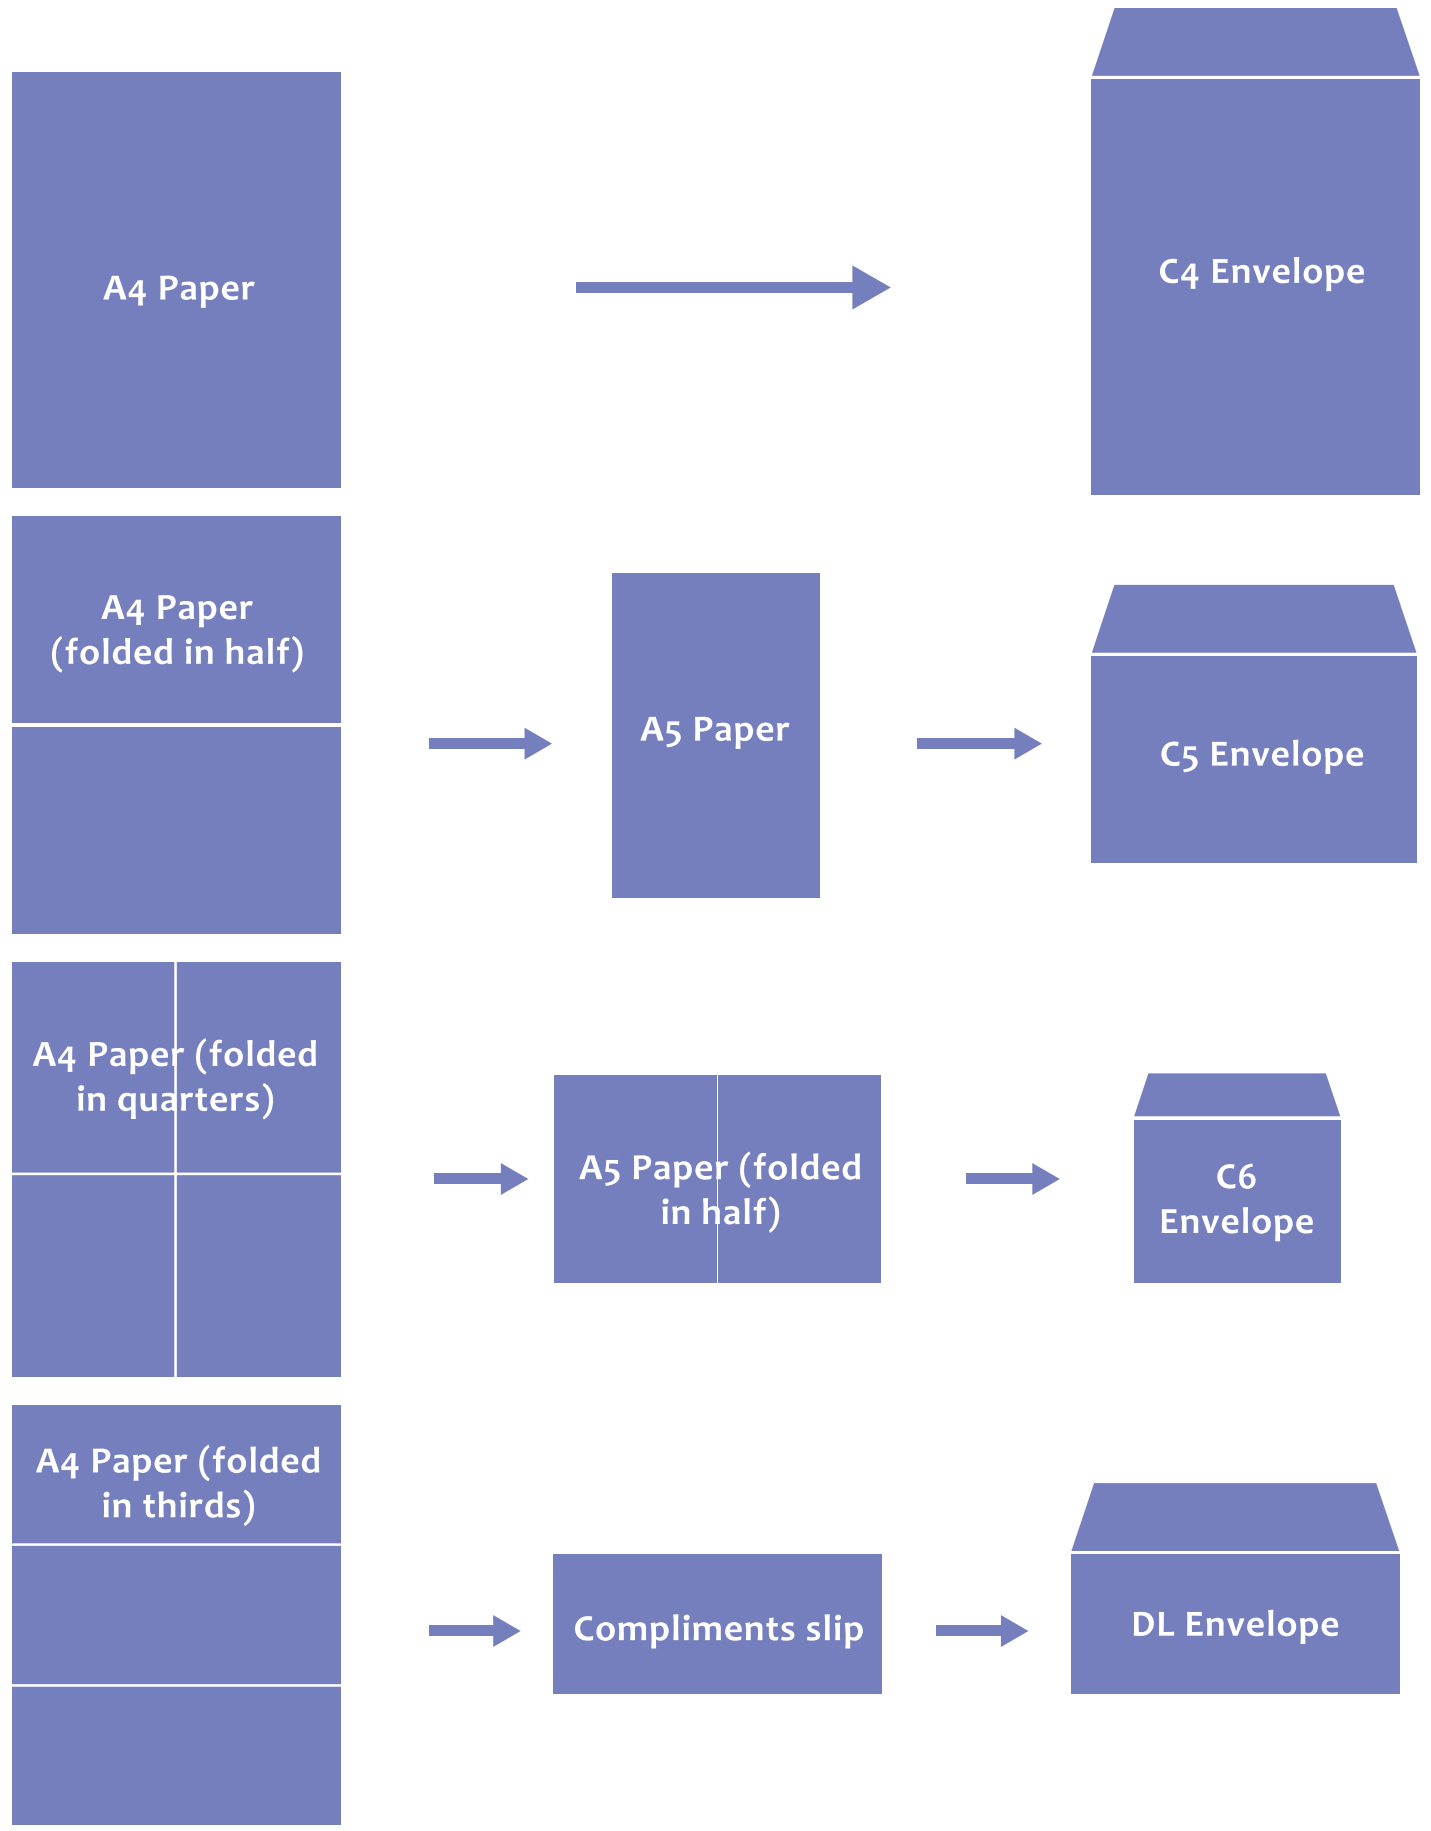 A4 Paper
C4 Envelope
A4 Paper
(folded in half)
A5 Paper
C5 Envelope
A4 Paper (folded
in quarters)
A5 Paper (folded
in half)
C6
Envelope
A4 Paper (folded
in thirds)
Compliments slip
DL Envelope